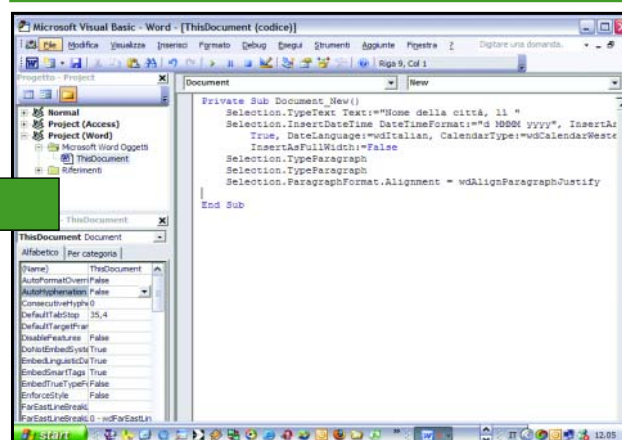 Microsoft Visual Basic - Word - [ThisDocument (codice)]
File Modifica Visualizza Inserisci Formato Debug Esegui Strumenti Aggiunte Finestra ? Digitare una domanda.
Riga 9, Col 1
Progetto - Project
Normal
Project (Access)
Project (Word)
Microsoft Word Oggetti
ThisDocument
Riferimenti
- ThisDocument
ThisDocument Document
Alfabetico Per categoria
(Name) ThisDocument
AutoFormatOverri False
AutoHyphenation False
ConsecutiveHyphe 0
DefaultTabStop 35,4
DefaultTargetFrar
DisableFeatures False
DoNotEmbedSyste True
EmbedLinguisticDa True
EmbedSmartTags True
EmbedTrueTypeFo False
EnforceStyle False
FarEastLineBreakL
FarEastLineBreakL 0 - wdFarEastLin
Document New
Private Sub Document_New()
Selection.TypeText Text:="Nome della città, li "
Selection.InsertDateTime DateTimeFormat:="d MMMM yyyy", InsertAs
True, DateLanguage:=wdItalian, CalendarType:=wdCalendarWeste
InsertAsFullWidth:=False
Selection.TypeParagraph
Selection.TypeParagraph
Selection.ParagraphFormat.Alignment = wdAlignParagraphJustify
End Sub
start
IT
12.05